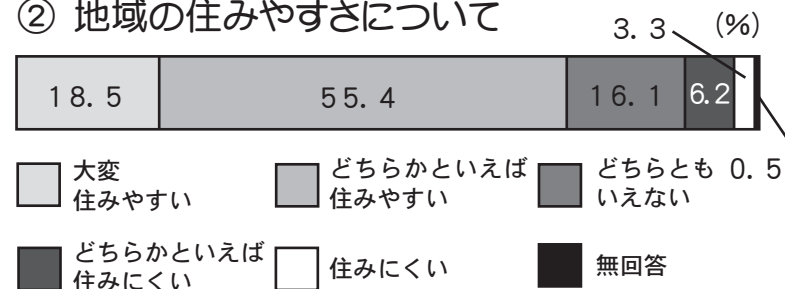 ② 地域の住みやすさについて
3.3 (%)
18.5 55.4 16.1 6.2
0.5
大変
住みやすい
どちらかといえば
住みやすい
どちらとも
いえない
どちらかといえば
住みにくい
住みにくい
無回答